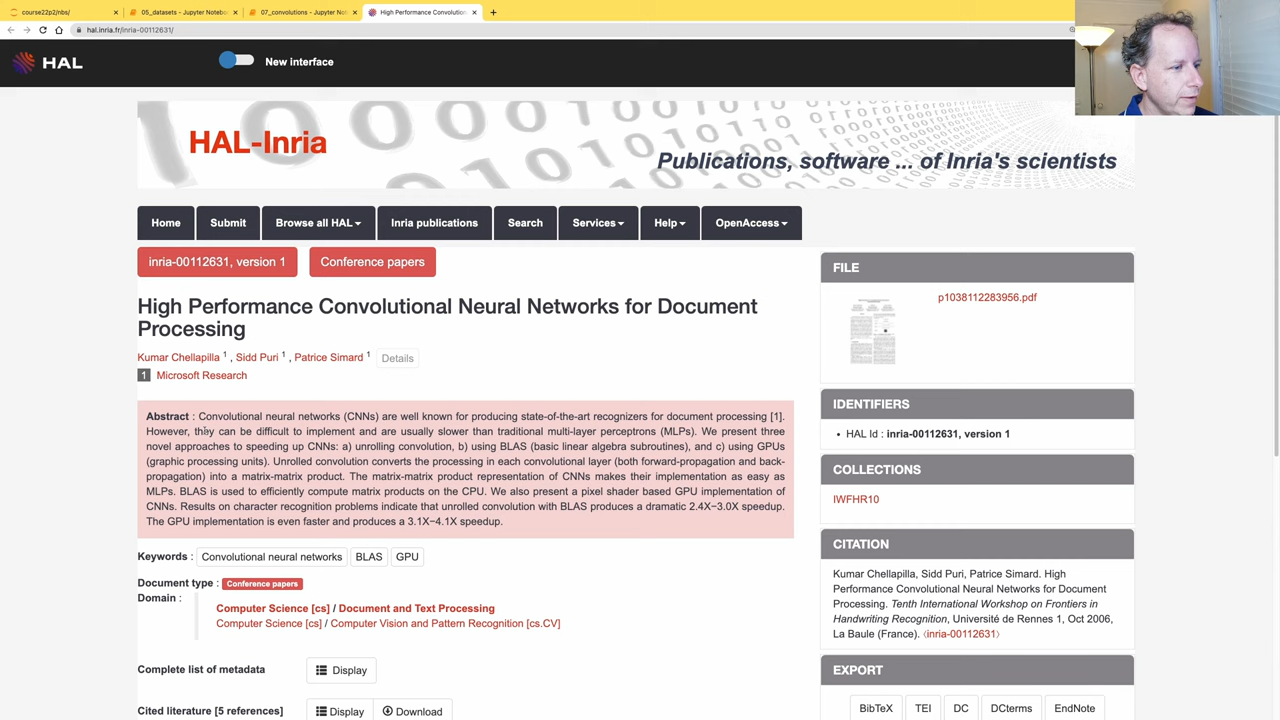 course22p2/nbs/
05_datasets - Jupyter Notebo
07_convolutions - Jupyter No
High Performance Convolution
hal.inria.fr/inria-00112631/
HAL
New interface
HAL-Inria
Publications, software ... of Inria's scientists
Home
Submit
Browse all HAL
Inria publications
Search
Services
Help
OpenAccess
inria-00112631, version 1
Conference papers
High Performance Convolutional Neural Networks for Document
Processing
Kumar Chellapilla 1 , Sidd Puri 1 , Patrice Simard 1 Details
1 Microsoft Research
Abstract : Convolutional neural networks (CNNs) are well known for producing state-of-the-art recognizers for document processing [1].
However, they can be difficult to implement and are usually slower than traditional multi-layer perceptrons (MLPs). We present three
novel approaches to speeding up CNNs: a) unrolling convolution, b) using BLAS (basic linear algebra subroutines), and c) using GPUs
(graphic processing units). Unrolled convolution converts the processing in each convolutional layer (both forward-propagation and back-
propagation) into a matrix-matrix product. The matrix-matrix product representation of CNNs makes their implementation as easy as
MLPs. BLAS is used to efficiently compute matrix products on the CPU. We also present a pixel shader based GPU implementation of
CNNs. Results on character recognition problems indicate that unrolled convolution with BLAS produces a dramatic 2.4X−3.0X speedup.
The GPU implementation is even faster and produces a 3.1X−4.1X speedup.
Keywords : Convolutional neural networks BLAS GPU
Document type : Conference papers
Domain :
Computer Science [cs] / Document and Text Processing
Computer Science [cs] / Computer Vision and Pattern Recognition [cs.CV]
Complete list of metadata
Display
Cited literature [5 references]
Display
Download
FILE
p1038112283956.pdf
IDENTIFIERS
• HAL Id : inria-00112631, version 1
COLLECTIONS
IWFHR10
CITATION
Kumar Chellapilla, Sidd Puri, Patrice Simard. High
Performance Convolutional Neural Networks for Document
Processing. Tenth International Workshop on Frontiers in
Handwriting Recognition, Université de Rennes 1, Oct 2006,
La Baule (France). ⟨inria-00112631⟩
EXPORT
BibTeX
TEI
DC
DCterms
EndNote